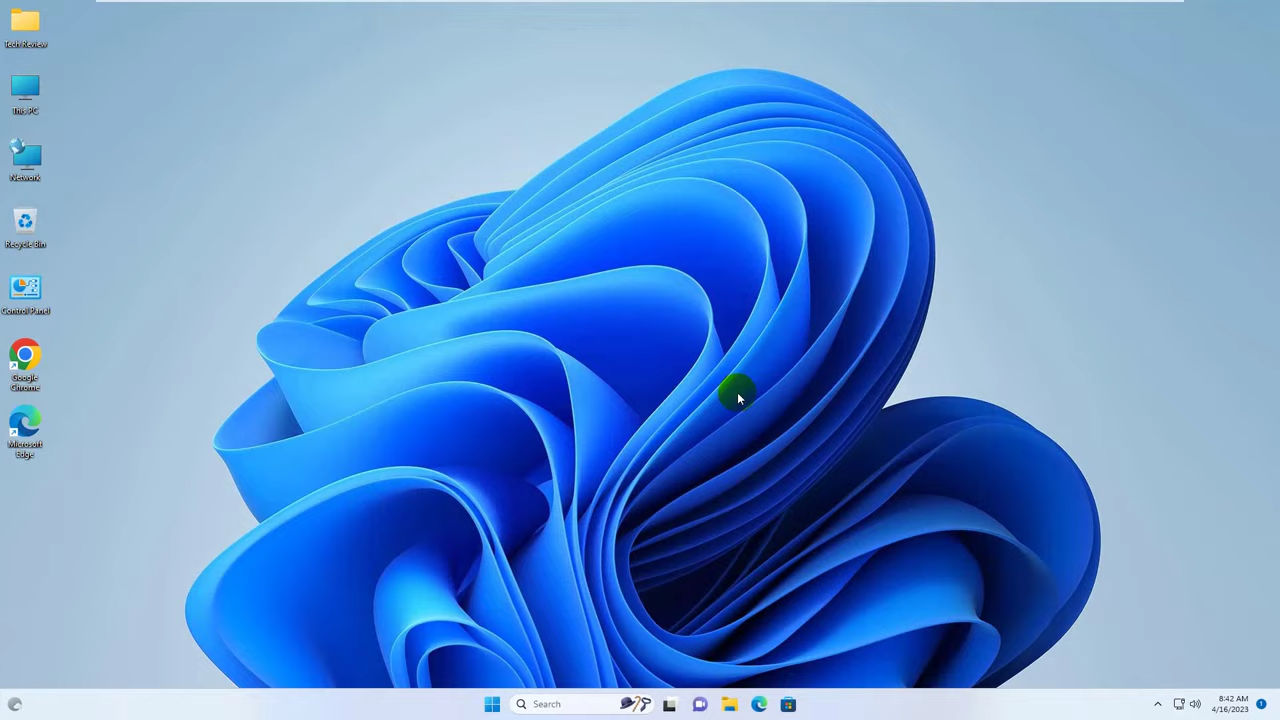 Tech Review
This PC
Network
Recycle Bin
Control Panel
Google
Chrome
Microsoft
Edge
Search
8:42 AM
4/16/2023
1